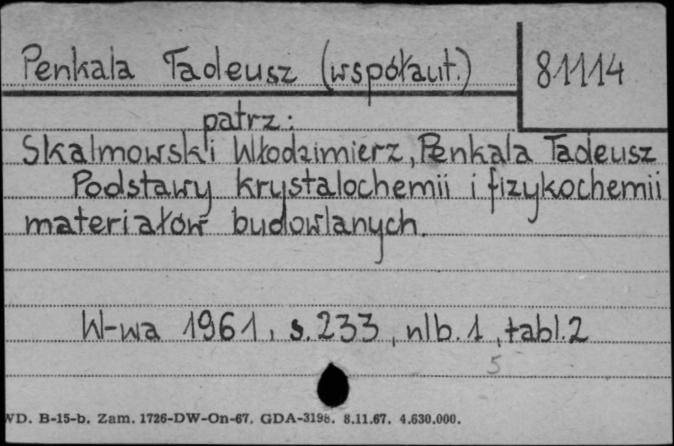 Penkala Tadeusz (współaut.) 81114
patrz:
Skalmowski Włodzimierz, Penkala Tadeusz
Podstawy krystalochemii i fizykochemii
materiałów budowlanych.
W-wa 1961, s. 233, nlb. 1, tabl. 2
5
WD. B-15-b. Zam. 1726-DW-On-67. GDA-3198. 8.11.67. 4.630.000.